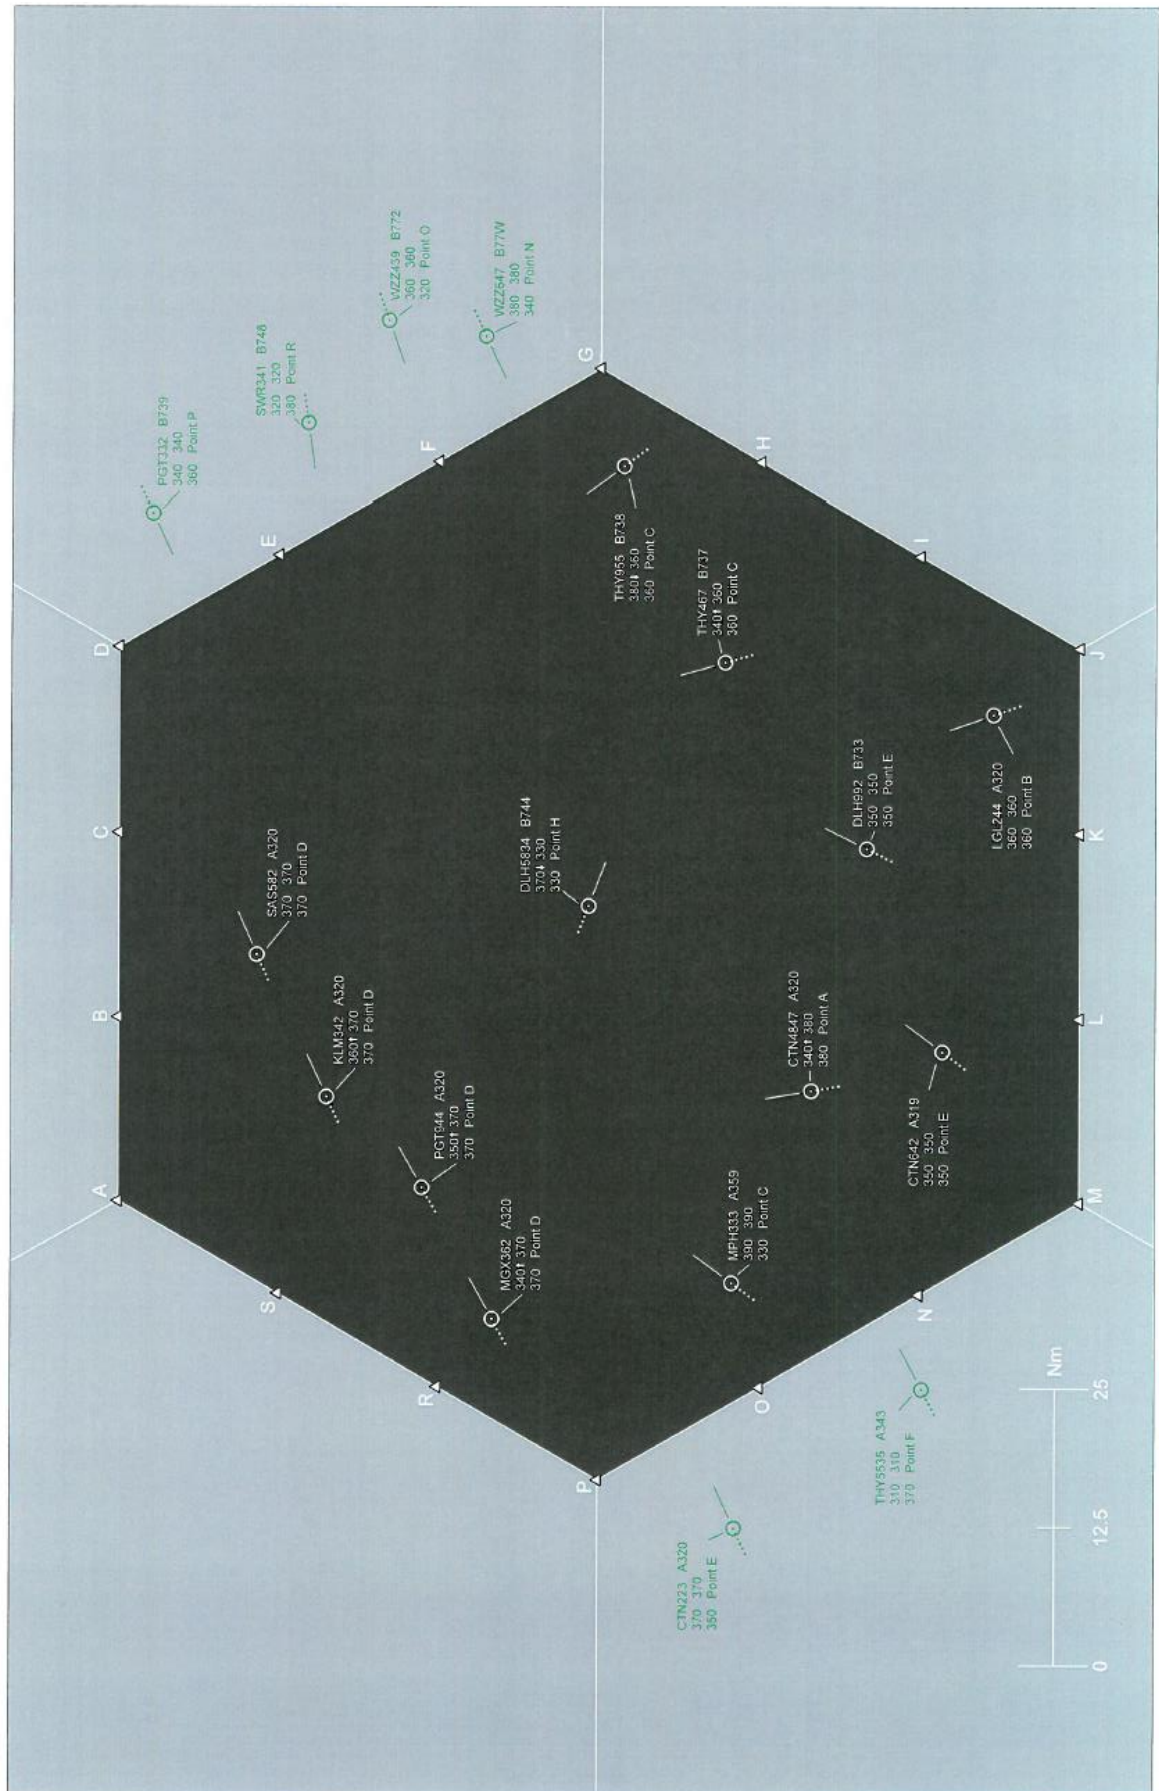 A
B
C
D
E
F
G
H
I
J
K
L
M
N
O
P
R
S
PGT332 B739
340 340
360 Point P
SWR341 B748
320 320
380 Point R
WZZ459 B772
360 360
320 Point O
WZZ647 B77W
380 380
340 Point N
SAS582 A320
370 370
370 Point D
KLM342 A320
360⬆ 370
370 Point D
PGT944 A320
350⬆ 370
370 Point D
MGX362 A320
340⬆ 370
370 Point D
DLH5834 B744
370⬇ 330
330 Point H
THY955 B738
380⬇ 360
360 Point C
THY467 B737
340⬆ 360
360 Point C
DLH992 B733
350 350
350 Point E
LGL244 A320
360 360
360 Point B
CTN4847 A320
340⬆ 380
380 Point A
CTN642 A319
350 350
350 Point E
MPH333 A359
390 390
330 Point C
CTN223 A320
370 370
350 Point E
THY5535 A343
310 310
370 Point F
Nm
0 12.5 25